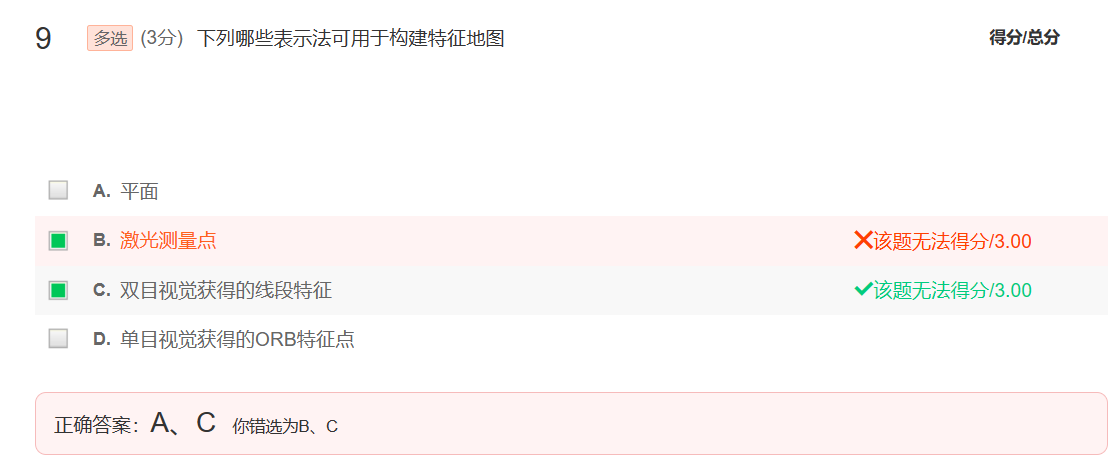 9 多选 (3分) 下列哪些表示法可用于构建特征地图 得分/总分
A. 平面
B. 激光测量点 该题无法得分/3.00
C. 双目视觉获得的线段特征 该题无法得分/3.00
D. 单目视觉获得的ORB特征点
正确答案：A、C 你错选为B、C